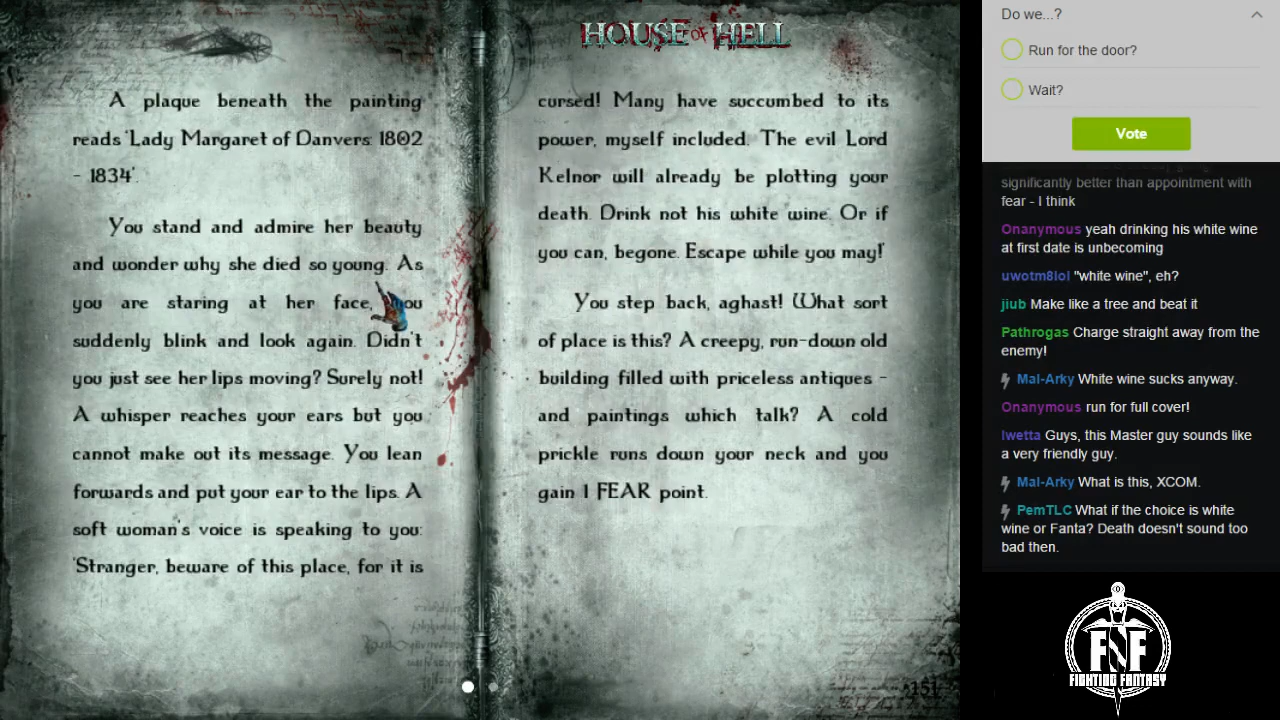 A plaque beneath the painting
reads 'Lady Margaret of Danvers: 1802
- 1834'.
You stand and admire her beauty
and wonder why she died so young. As
you are staring at her face, you
suddenly blink and look again. Didn't
you just see her lips moving? Surely not!
A whisper reaches your ears but you
cannot make out its message. You lean
forwards and put your ear to the lips. A
soft woman's voice is speaking to you:
'Stranger, beware of this place, for it is
HOUSE of HELL
cursed! Many have succumbed to its
power, myself included. The evil Lord
Kelnor will already be plotting your
death. Drink not his white wine. Or if
you can, begone. Escape while you may!'
You step back, aghast! What sort
of place is this? A creepy, run-down old
building filled with priceless antiques -
and paintings which talk? A cold
prickle runs down your neck and you
gain 1 FEAR point.
151
Do we...?
Run for the door?
Wait?
Vote
significantly better than appointment with
fear - I think
Onanymous yeah drinking his white wine
at first date is unbecoming
uwotm8lol "white wine", eh?
jiub Make like a tree and beat it
Pathrogas Charge straight away from the
enemy!
Mal-Arky White wine sucks anyway.
Onanymous run for full cover!
Iwetta Guys, this Master guy sounds like
a very friendly guy.
Mal-Arky What is this, XCOM.
PemTLC What if the choice is white
wine or Fanta? Death doesn't sound too
bad then.
FF
FIGHTING FANTASY